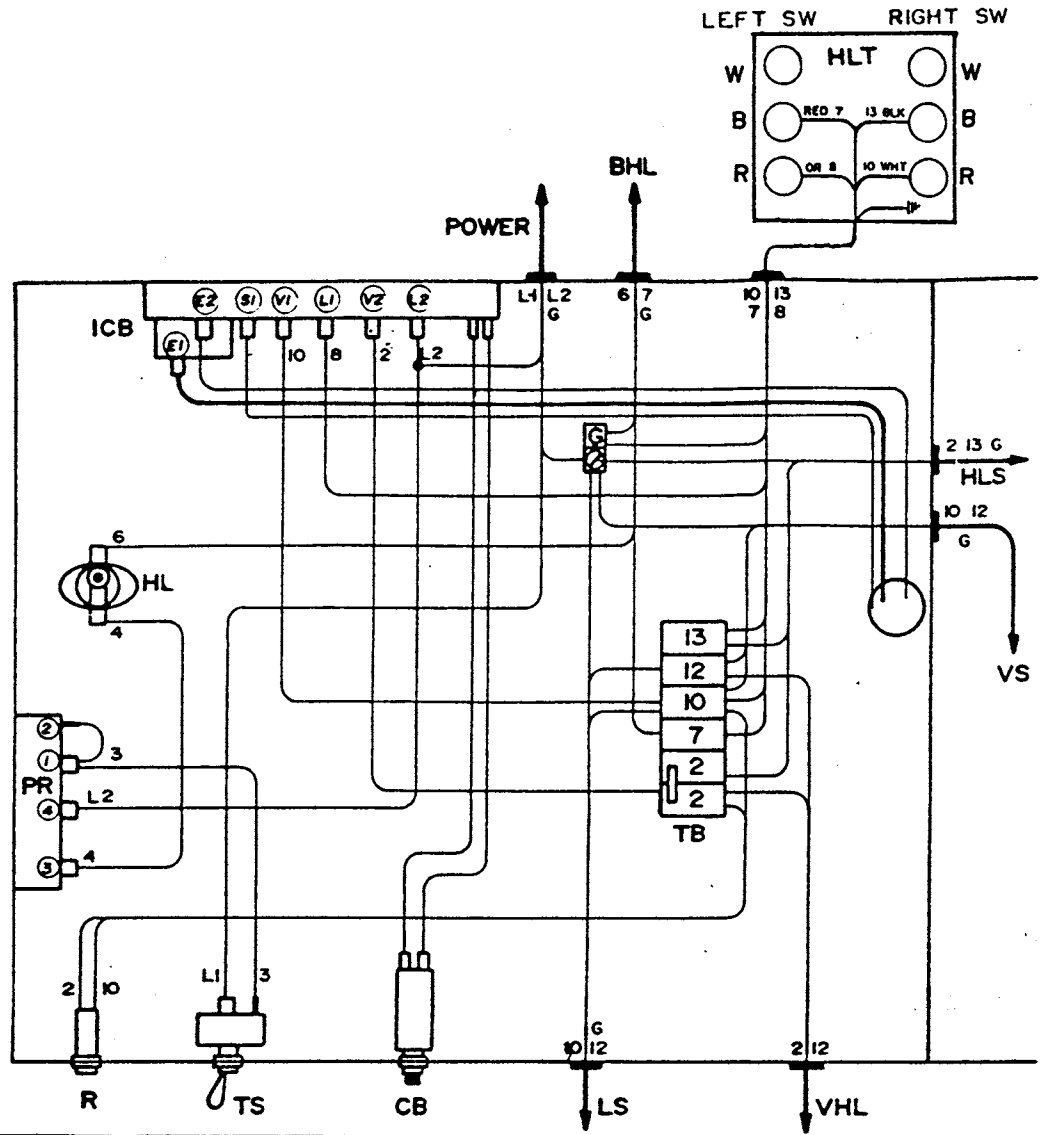 LEFT SW RIGHT SW
HLT
W W
B RED 7 13 BLK B
R OR 8 10 WHT R
BHL
POWER
L1 L2
G
6 7
G
10 13
7 8
ICB
E2 S1 V1 L1 V2 L2
E1
10 8 2 L2
G
2 13 G
HLS
10 12
G
VS
6
HL
4
13
12
10
7
2
2
TB
2
1 3
PR
4 L2
3 4
2 10
L1 3
G
10 12
2 12
R TS CB LS VHL